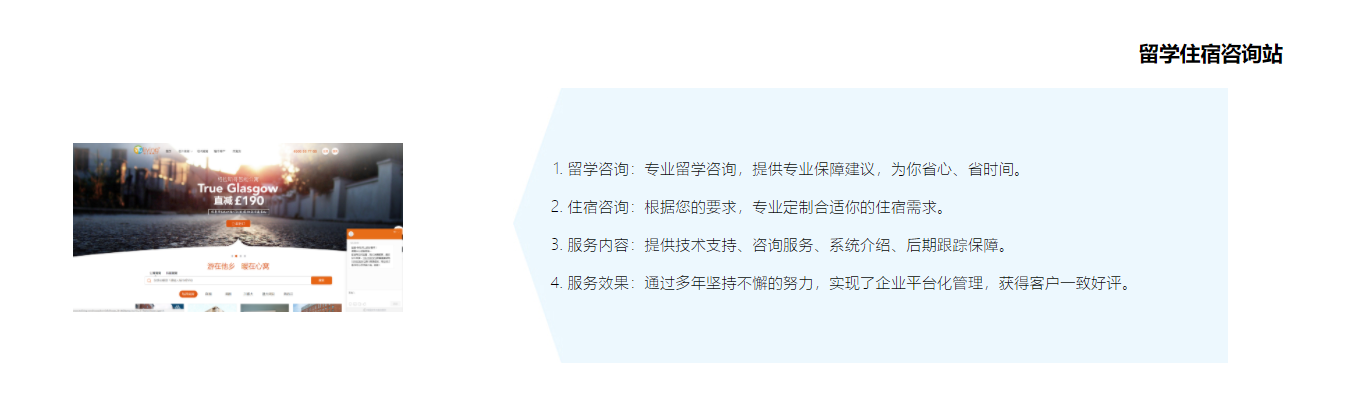 留学住宿咨询站
True Glasgow
直减 £190
游在他乡 暖在心窝
1. 留学咨询：专业留学咨询，提供专业保障建议，为你省心、省时间。
2. 住宿咨询：根据您的要求，专业定制合适你的住宿需求。
3. 服务内容：提供技术支持、咨询服务、系统介绍、后期跟踪保障。
4. 服务效果：通过多年坚持不懈的努力，实现了企业平台化管理，获得客户一致好评。